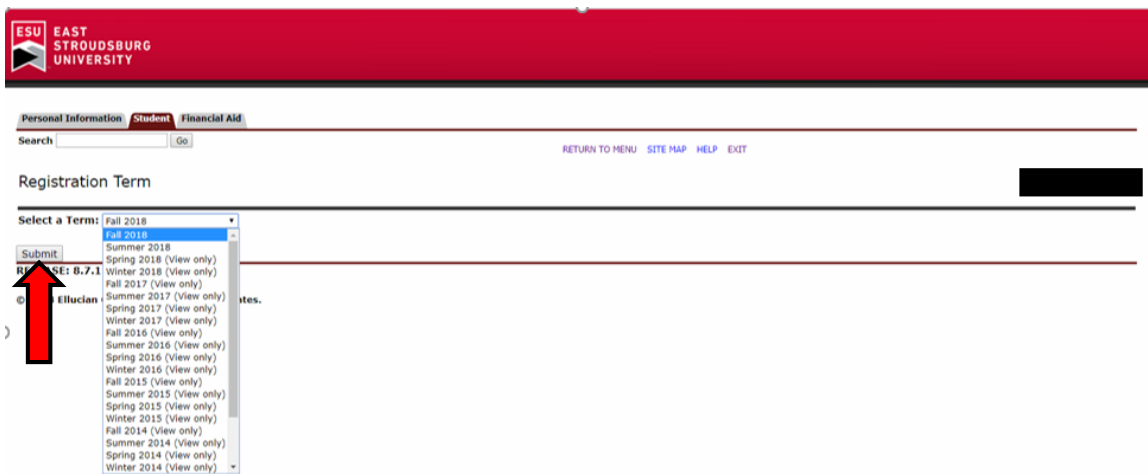 ESU EAST
STROUDSBURG
UNIVERSITY
Personal Information Student Financial Aid
Search Go
RETURN TO MENU SITE MAP HELP EXIT
Registration Term
Select a Term: Fall 2018
Fall 2018
Summer 2018
Submit
Spring 2018 (View only)
8.7.1 Winter 2018 (View only)
Fall 2017 (View only)
© Ellucian Summer 2017 (View only)
Spring 2017 (View only)
Winter 2017 (View only)
Fall 2016 (View only)
Summer 2016 (View only)
Spring 2016 (View only)
Winter 2016 (View only)
Fall 2015 (View only)
Summer 2015 (View only)
Spring 2015 (View only)
Winter 2015 (View only)
Fall 2014 (View only)
Summer 2014 (View only)
Spring 2014 (View only)
Winter 2014 (View only)